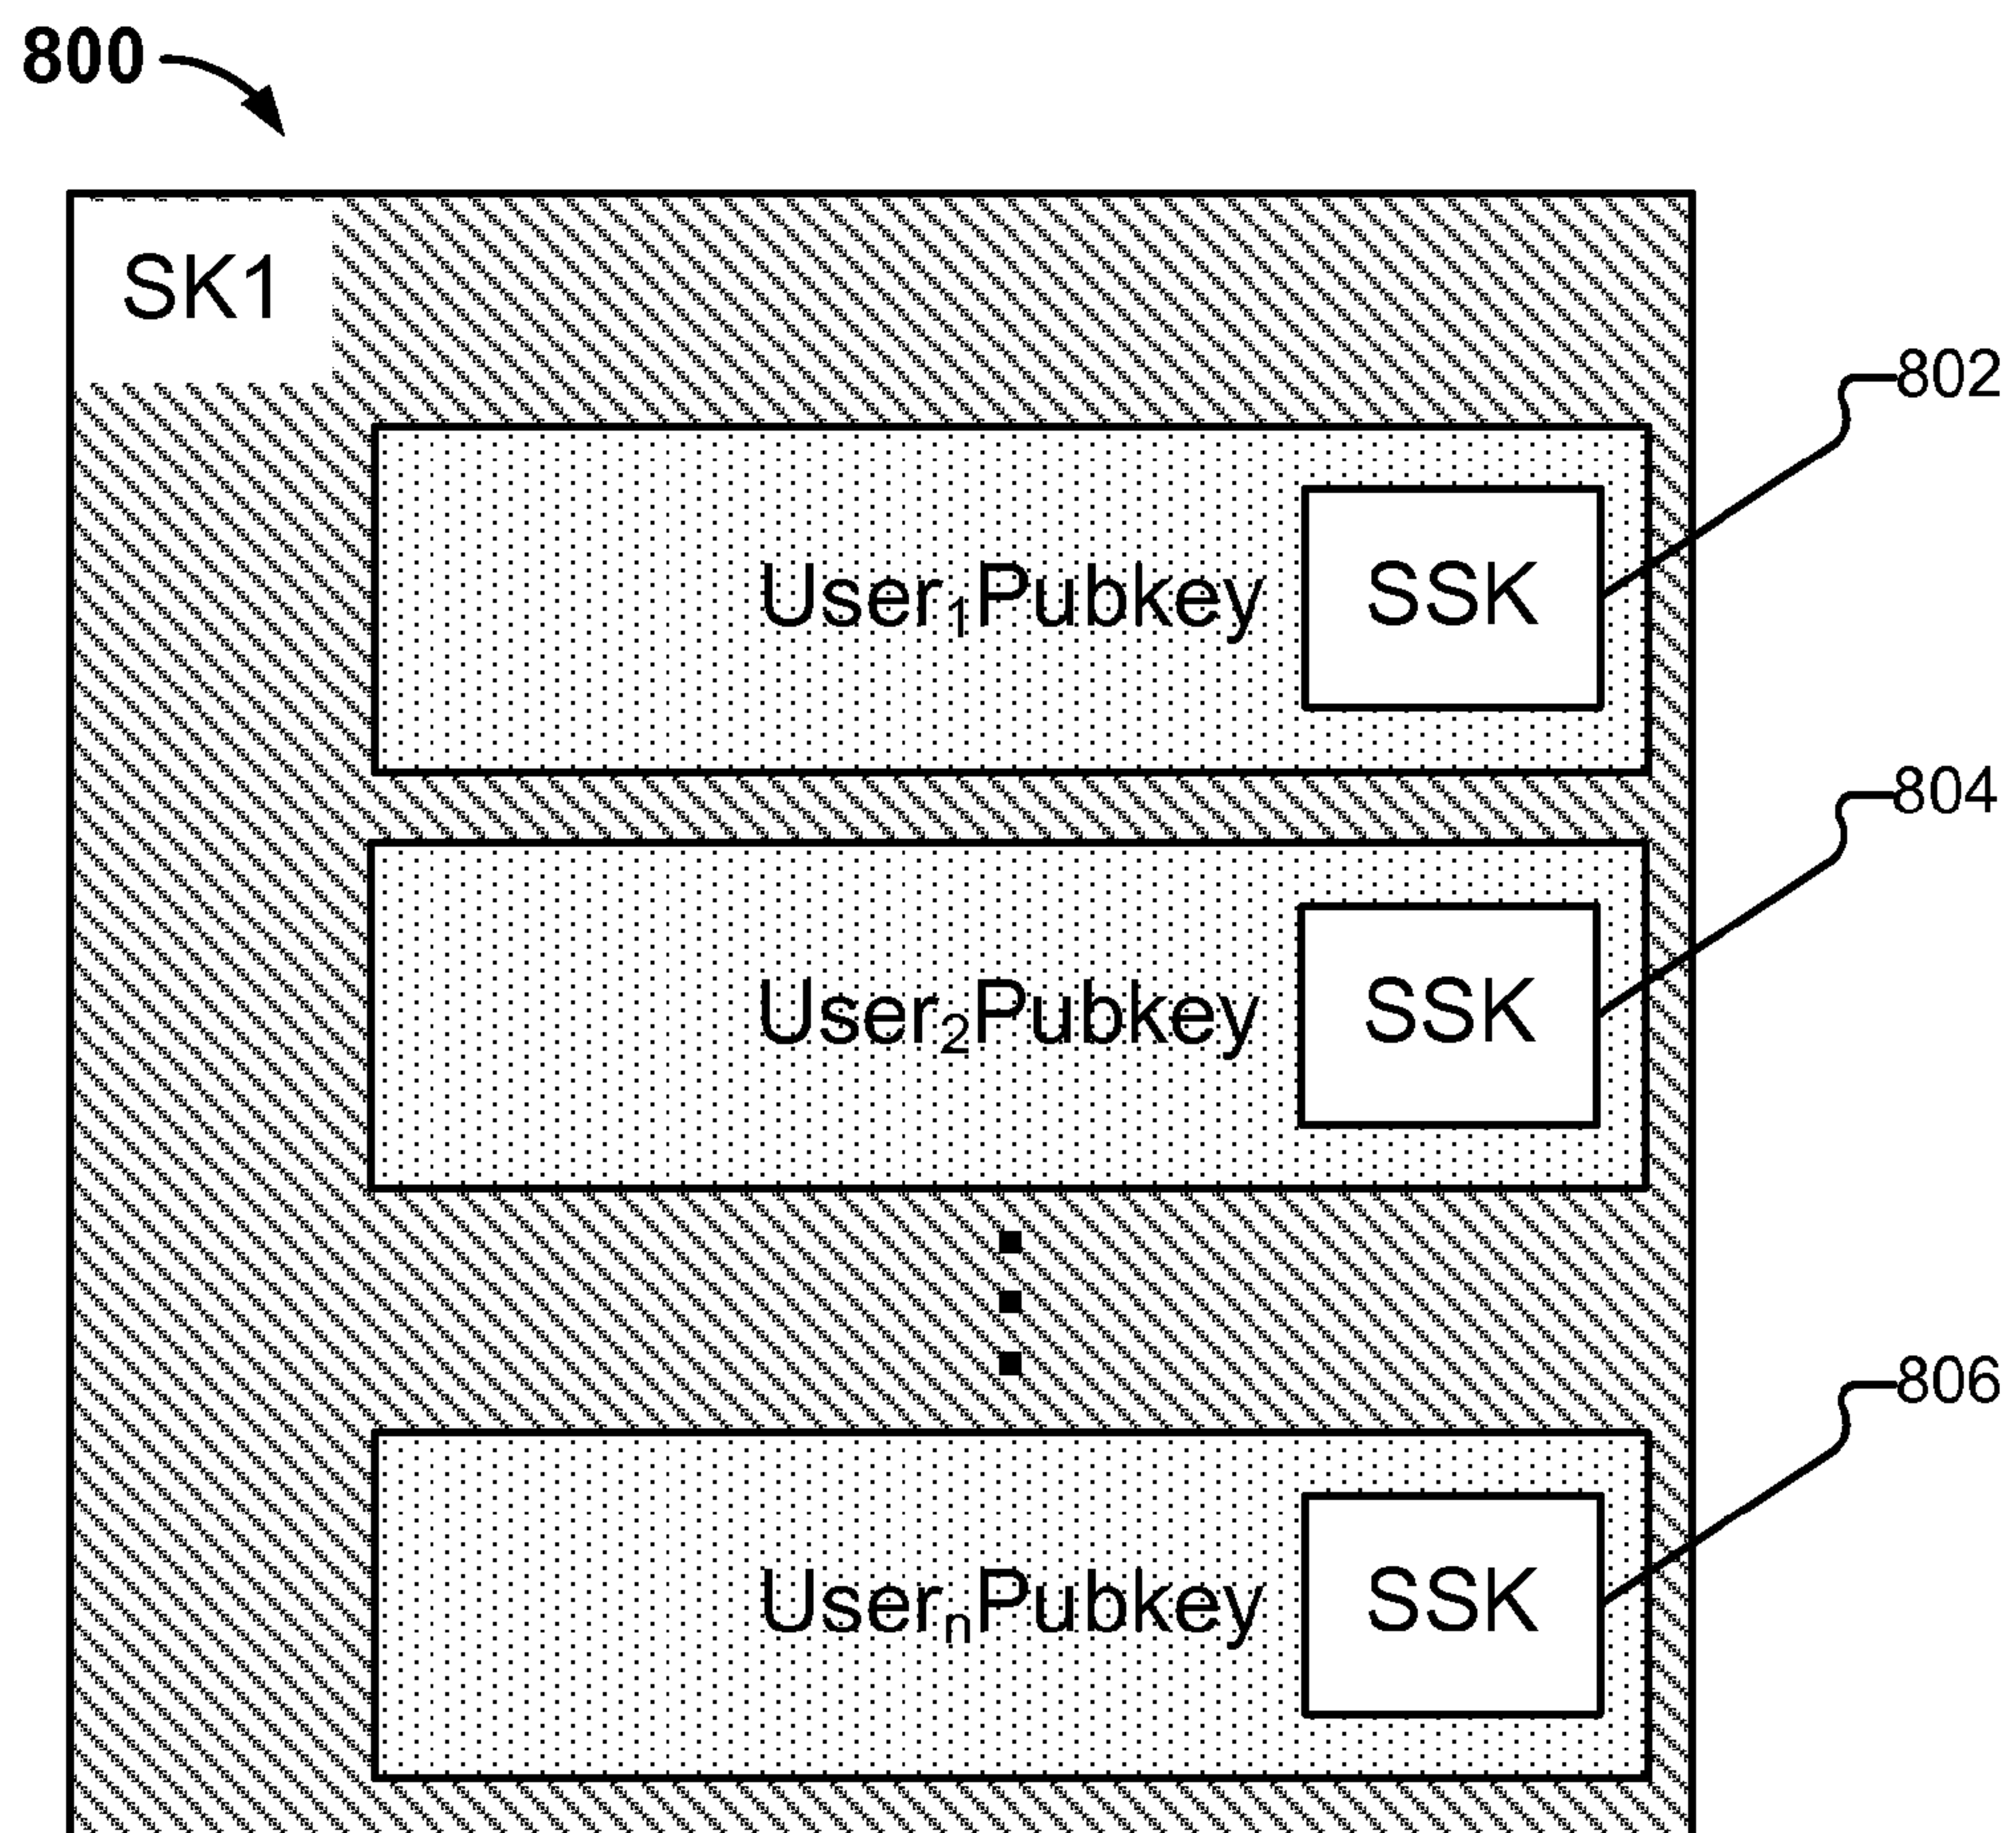 800
SK1
802
User₁Pubkey SSK
804
User₂Pubkey SSK
806
UserₙPubkey SSK